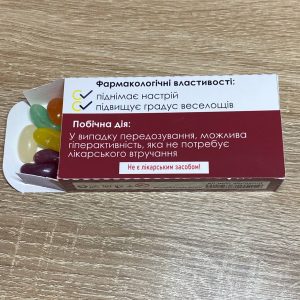 Фармакологічні властивості:
піднімає настрій
підвищує градус веселощів
Побічна дія:
У випадку передозування, можлива
гіперактивність, яка не потребує
лікарського втручання
Не є лікарським засобом!